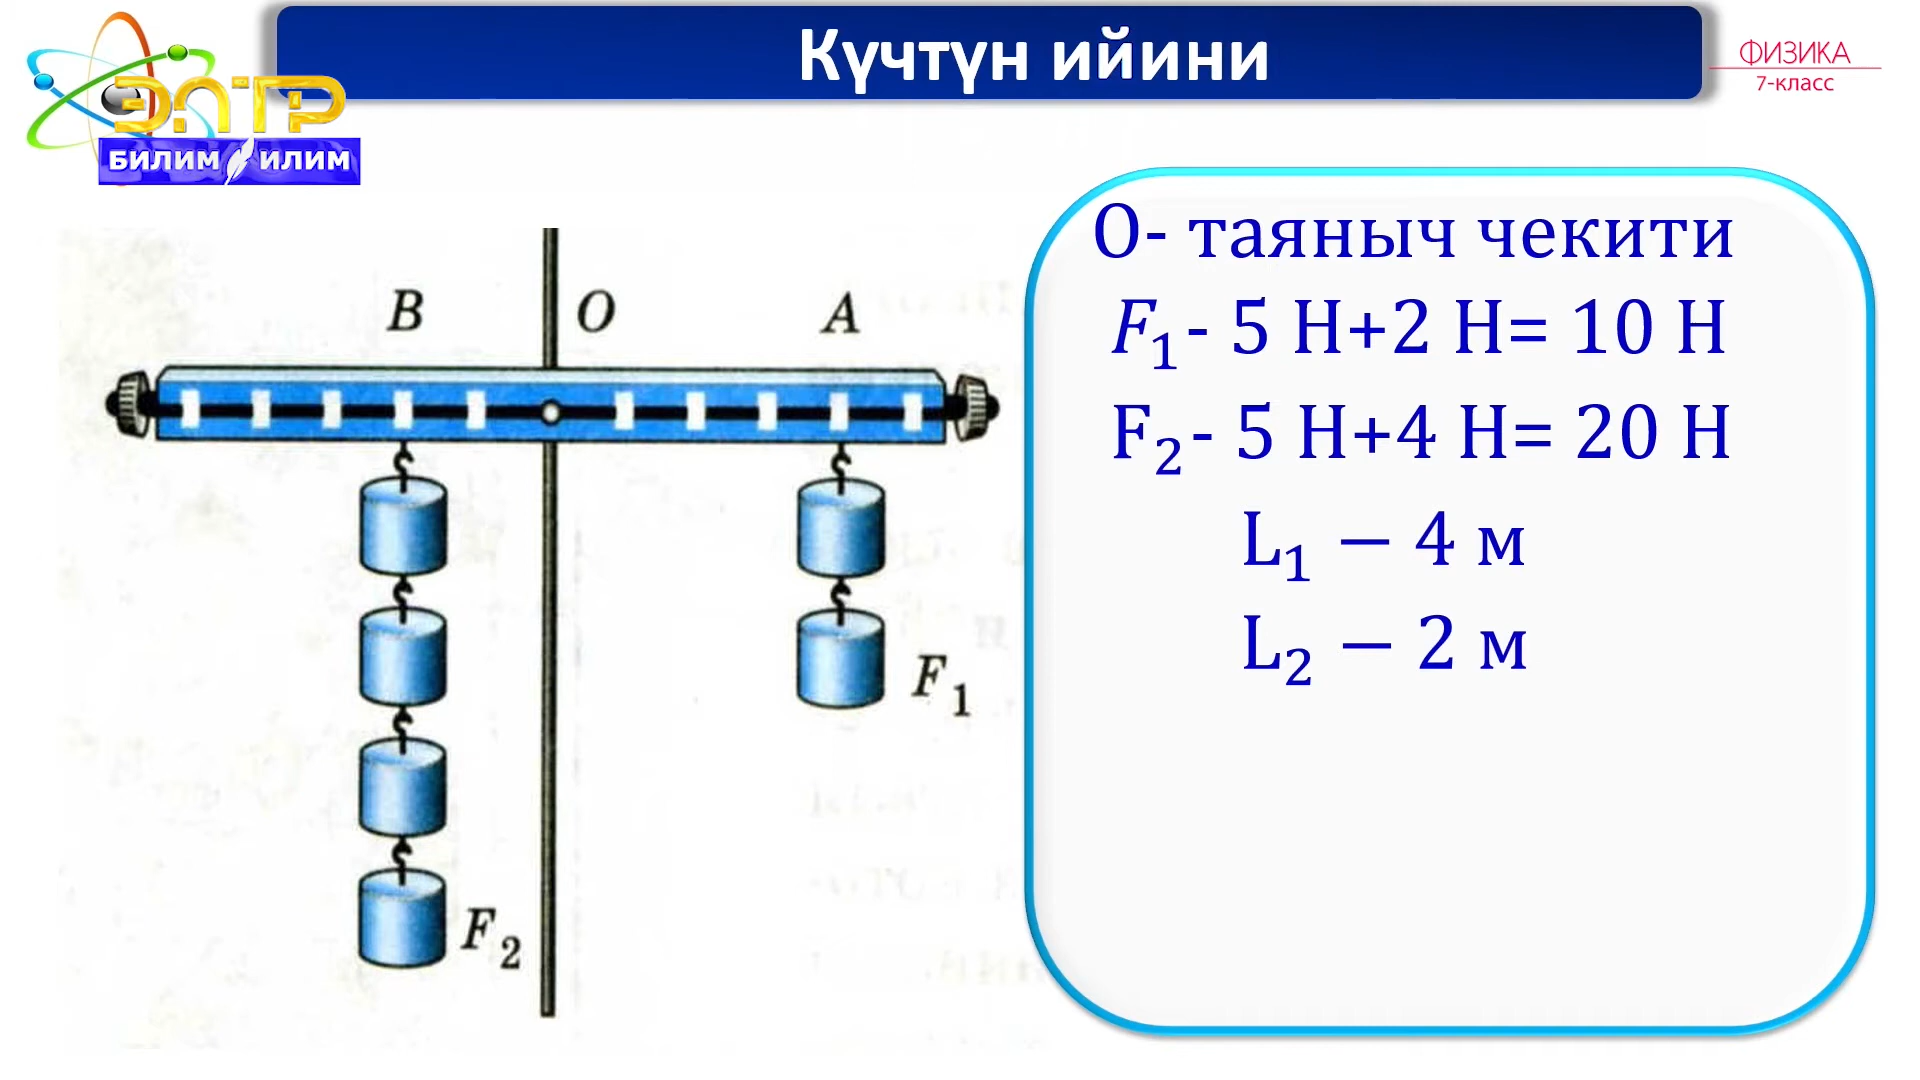 Күчтүн ийини
ФИЗИКА
7-класс
ЭЛТР
БИЛИМ ИЛИМ
О- таяныч чекити
F₁- 5 Н+2 Н= 10 Н
F₂- 5 Н+4 Н= 20 Н
L₁ − 4 м
L₂ − 2 м
B O A
F₁
F₂